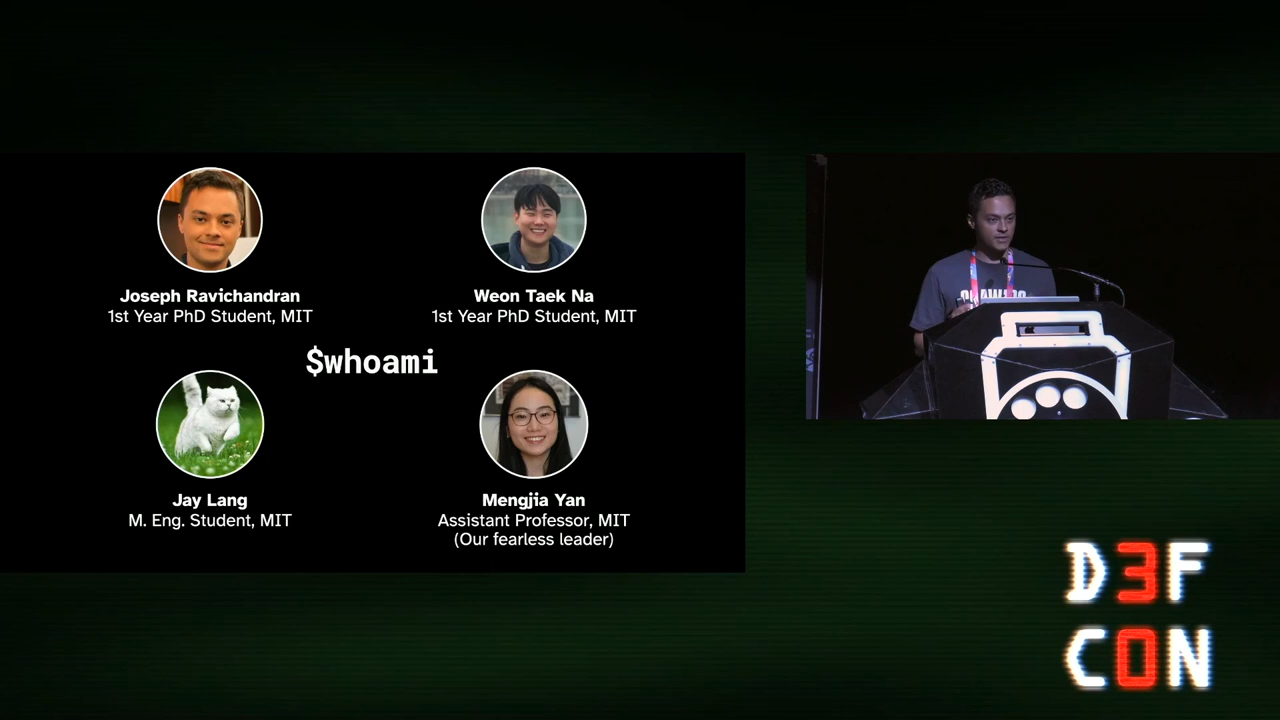 Joseph Ravichandran
1st Year PhD Student, MIT
Weon Taek Na
1st Year PhD Student, MIT
$whoami
Jay Lang
M. Eng. Student, MIT
Mengjia Yan
Assistant Professor, MIT
(Our fearless leader)
D3F
C0N